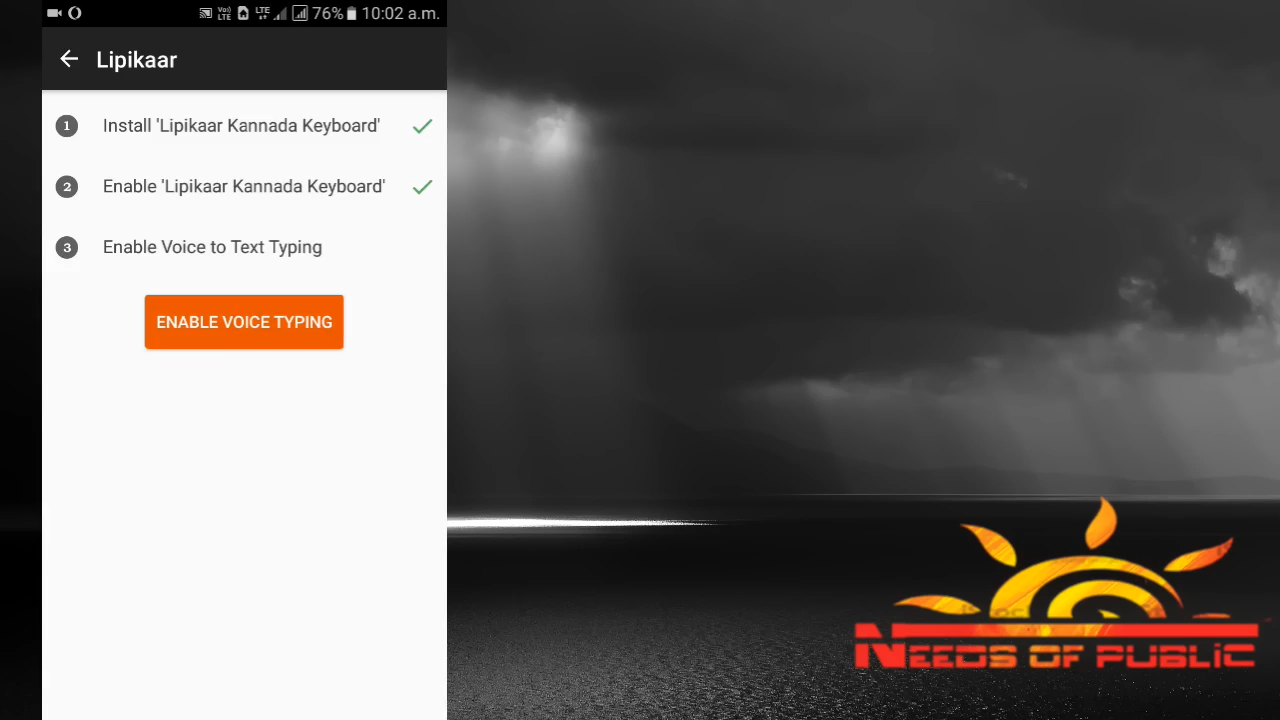 76% 10:02 a.m.
Lipikaar
1 Install 'Lipikaar Kannada Keyboard'
2 Enable 'Lipikaar Kannada Keyboard'
3 Enable Voice to Text Typing
ENABLE VOICE TYPING
NEEDS OF PUBLiC